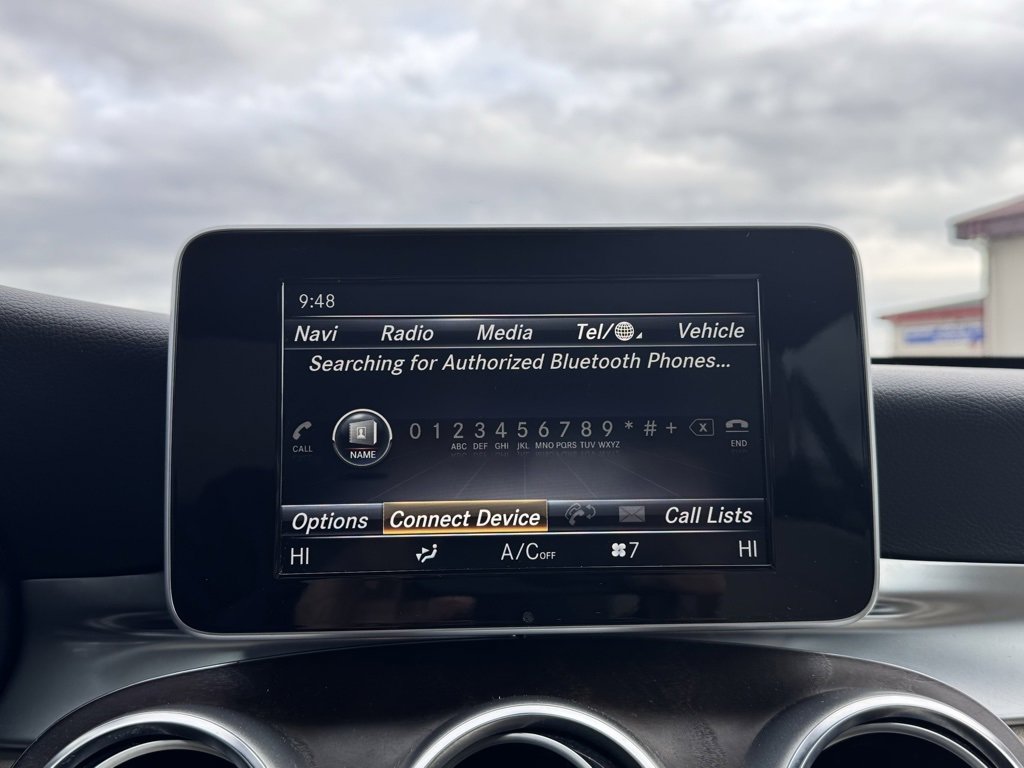 9:48
Navi Radio Media Tel/ Vehicle
Searching for Authorized Bluetooth Phones...
CALL NAME 0 1 2 3 4 5 6 7 8 9 * # + X END
ABC DEF GHI JKL MNO PQRS TUV WXYZ
Options Connect Device Call Lists
HI A/C OFF 7 HI